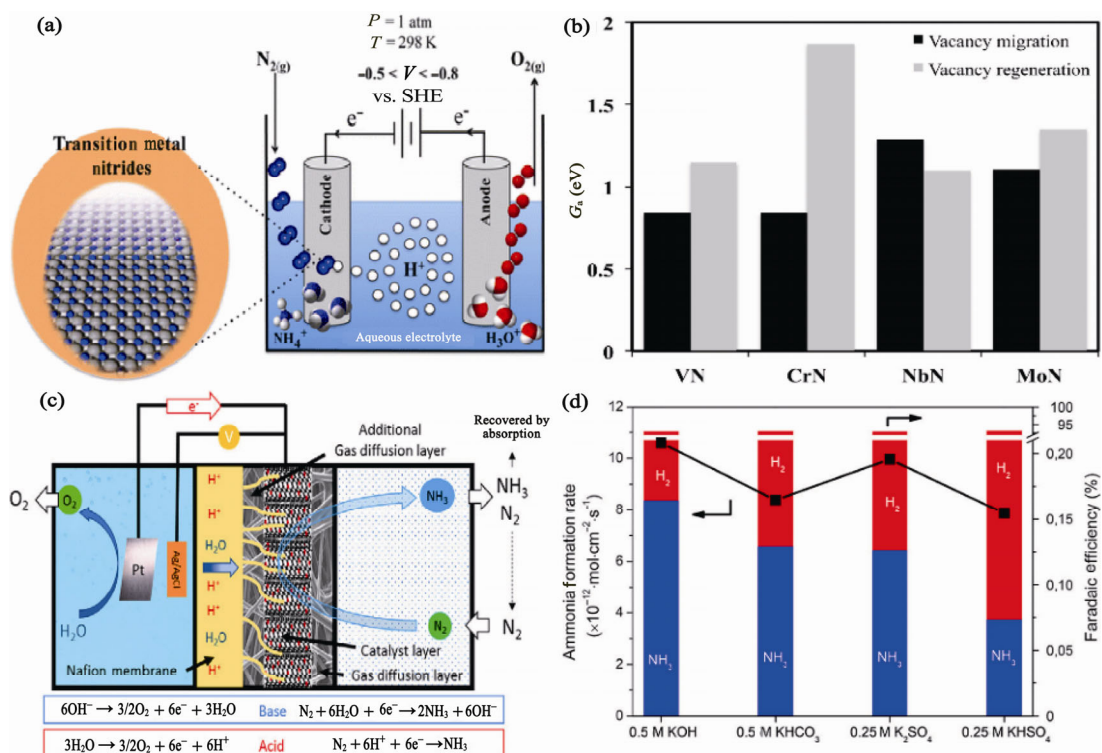 (a)
P = 1 atm
T = 298 K
N2(g)
−0.5 < V < −0.8
O2(g)
vs. SHE
e−
e−
Transition metal
nitrides
Cathode
Anode
H+
NH4+
Aqueous electrolyte
H3O+
(b)
2
1.5
1
0.5
0
Ga (eV)
Vacancy migration
Vacancy regeneration
VN
CrN
NbN
MoN
(c)
e-
V
Additional
Gas diffusion layer
Recovered by
absorption
O2
O2
Pt
Ag/AgCl
H2O
H+
H+
H+
H2O
H+
H+
H2O
H+
NH3
NH3
N2
N2
N2
Nafion membrane
Catalyst layer
Gas diffusion layer
6OH− → 3/2O2 + 6e− + 3H2O
Base
N2 + 6H2O + 6e− → 2NH3 + 6OH−
3H2O → 3/2O2 + 6e− + 6H+
Acid
N2 + 6H+ + 6e− → NH3
(d)
12
10
8
6
4
2
0
Ammonia formation rate
(×10−12·mol·cm−2·s−1)
H2
H2
H2
H2
NH2
NH3
NH3
NH2
100
95
0,20
0,15
0,10
0,05
0
Faradaic efficiency (%)
0.5 M KOH
0.5 M KHCO3
0.25 M K2SO4
0.25 M KHSO4